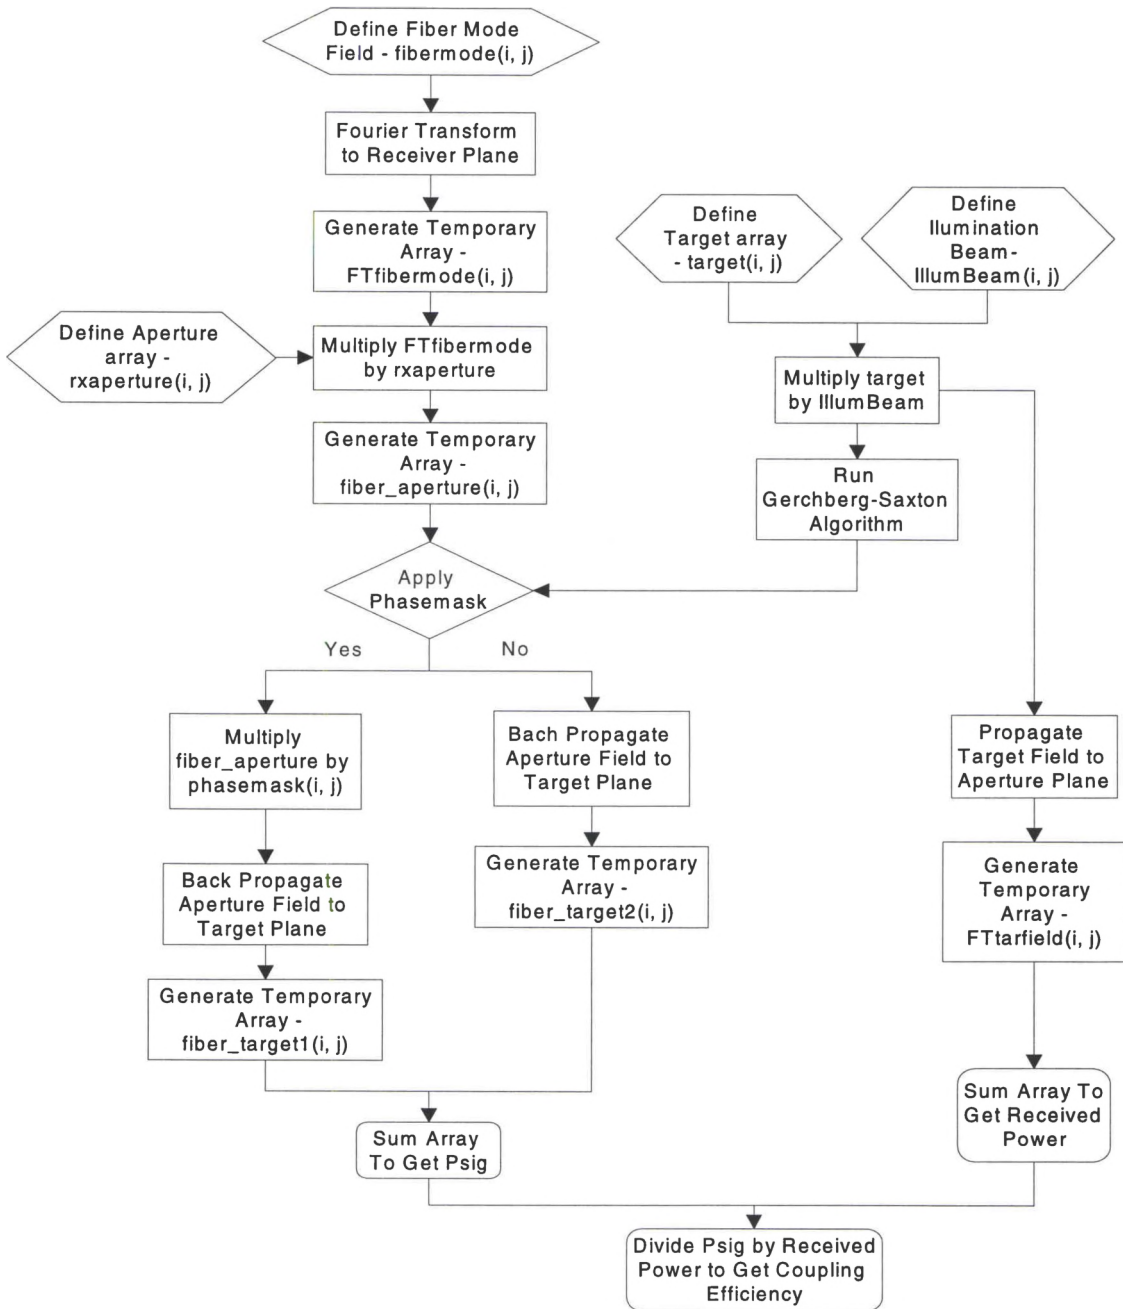 Define Fiber Mode
Field - fibermode(i, j)
Fourier Transform
to Receiver Plane
Generate Temporary
Array -
FTfibermode(i, j)
Define
Target array
- target(i, j)
Define
Ilumination
Beam-
IllumBeam(i, j)
Define Aperture
array -
rxaperture(i, j)
Multiply FTfibermode
by rxaperture
Multiply target
by IllumBeam
Generate Temporary
Array -
fiber_aperture(i, j)
Run
Gerchberg-Saxton
Algorithm
Apply
Phasemask
Yes
No
Multiply
fiber_aperture by
phasemask(i, j)
Bach Propagate
Aperture Field to
Target Plane
Propagate
Target Field to
Aperture Plane
Back Propagate
Aperture Field to
Target Plane
Generate Temporary
Array -
fiber_target2(i, j)
Generate
Temporary
Array -
FTtarfield(i, j)
Generate Temporary
Array -
fiber_target1(i, j)
Sum Array
To Get Psig
Sum Array To
Get Received
Power
Divide Psig by Received
Power to Get Coupling
Efficiency